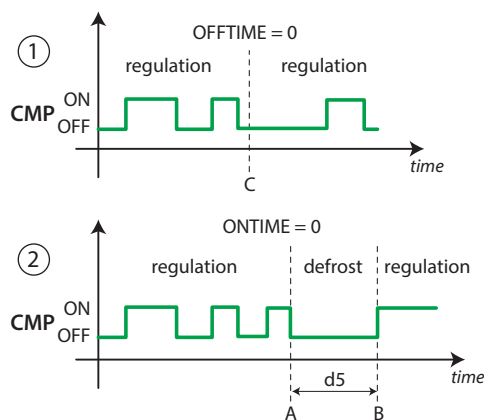 1
OFFTIME = 0
regulation regulation
ON
CMP
OFF
time
C
ONTIME = 0
2
regulation defrost regulation
ON
CMP
OFF
time
d5
A B